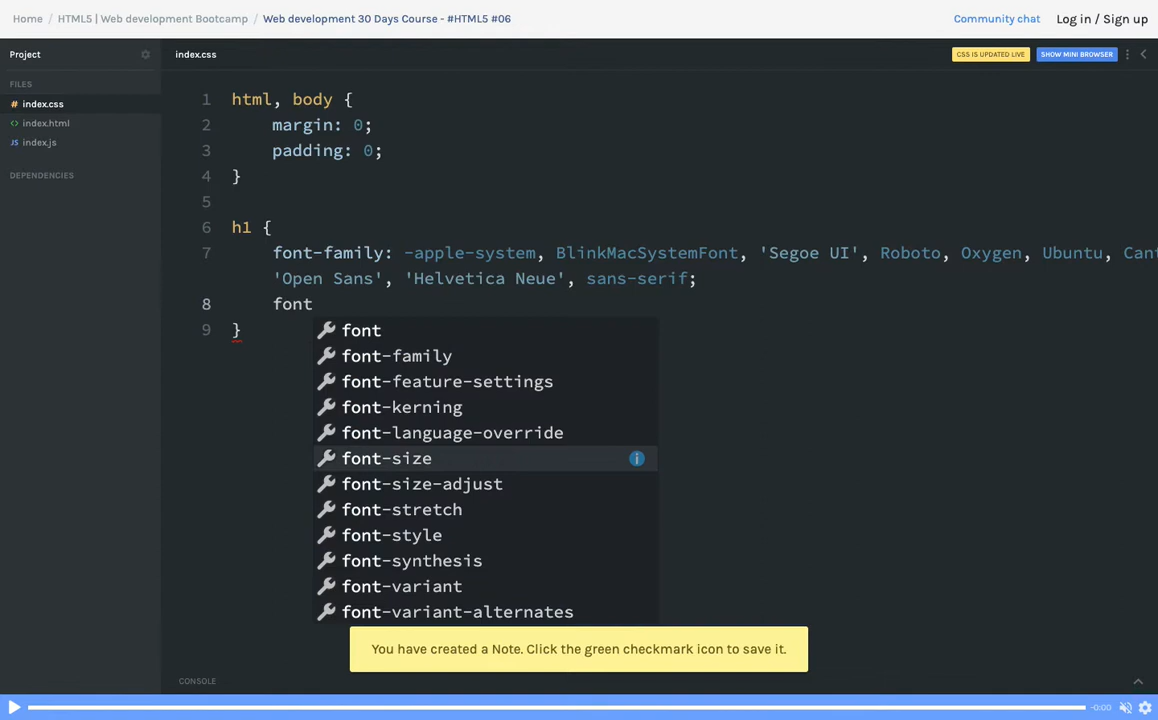 Home / HTML5 | Web development Bootcamp / Web development 30 Days Course - #HTML5 #06
Community chat Log in / Sign up
Project
index.css
CSS IS UPDATED LIVE SHOW MINI BROWSER
FILES
# index.css
<> index.html
JS index.js
DEPENDENCIES
1 html, body {
2 margin: 0;
3 padding: 0;
4 }
5
6 h1 {
7 font-family: -apple-system, BlinkMacSystemFont, 'Segoe UI', Roboto, Oxygen, Ubuntu, Cant
'Open Sans', 'Helvetica Neue', sans-serif;
8 font
9 }
font
font-family
font-feature-settings
font-kerning
font-language-override
font-size
font-size-adjust
font-stretch
font-style
font-synthesis
font-variant
font-variant-alternates
You have created a Note. Click the green checkmark icon to save it.
CONSOLE
-0:00